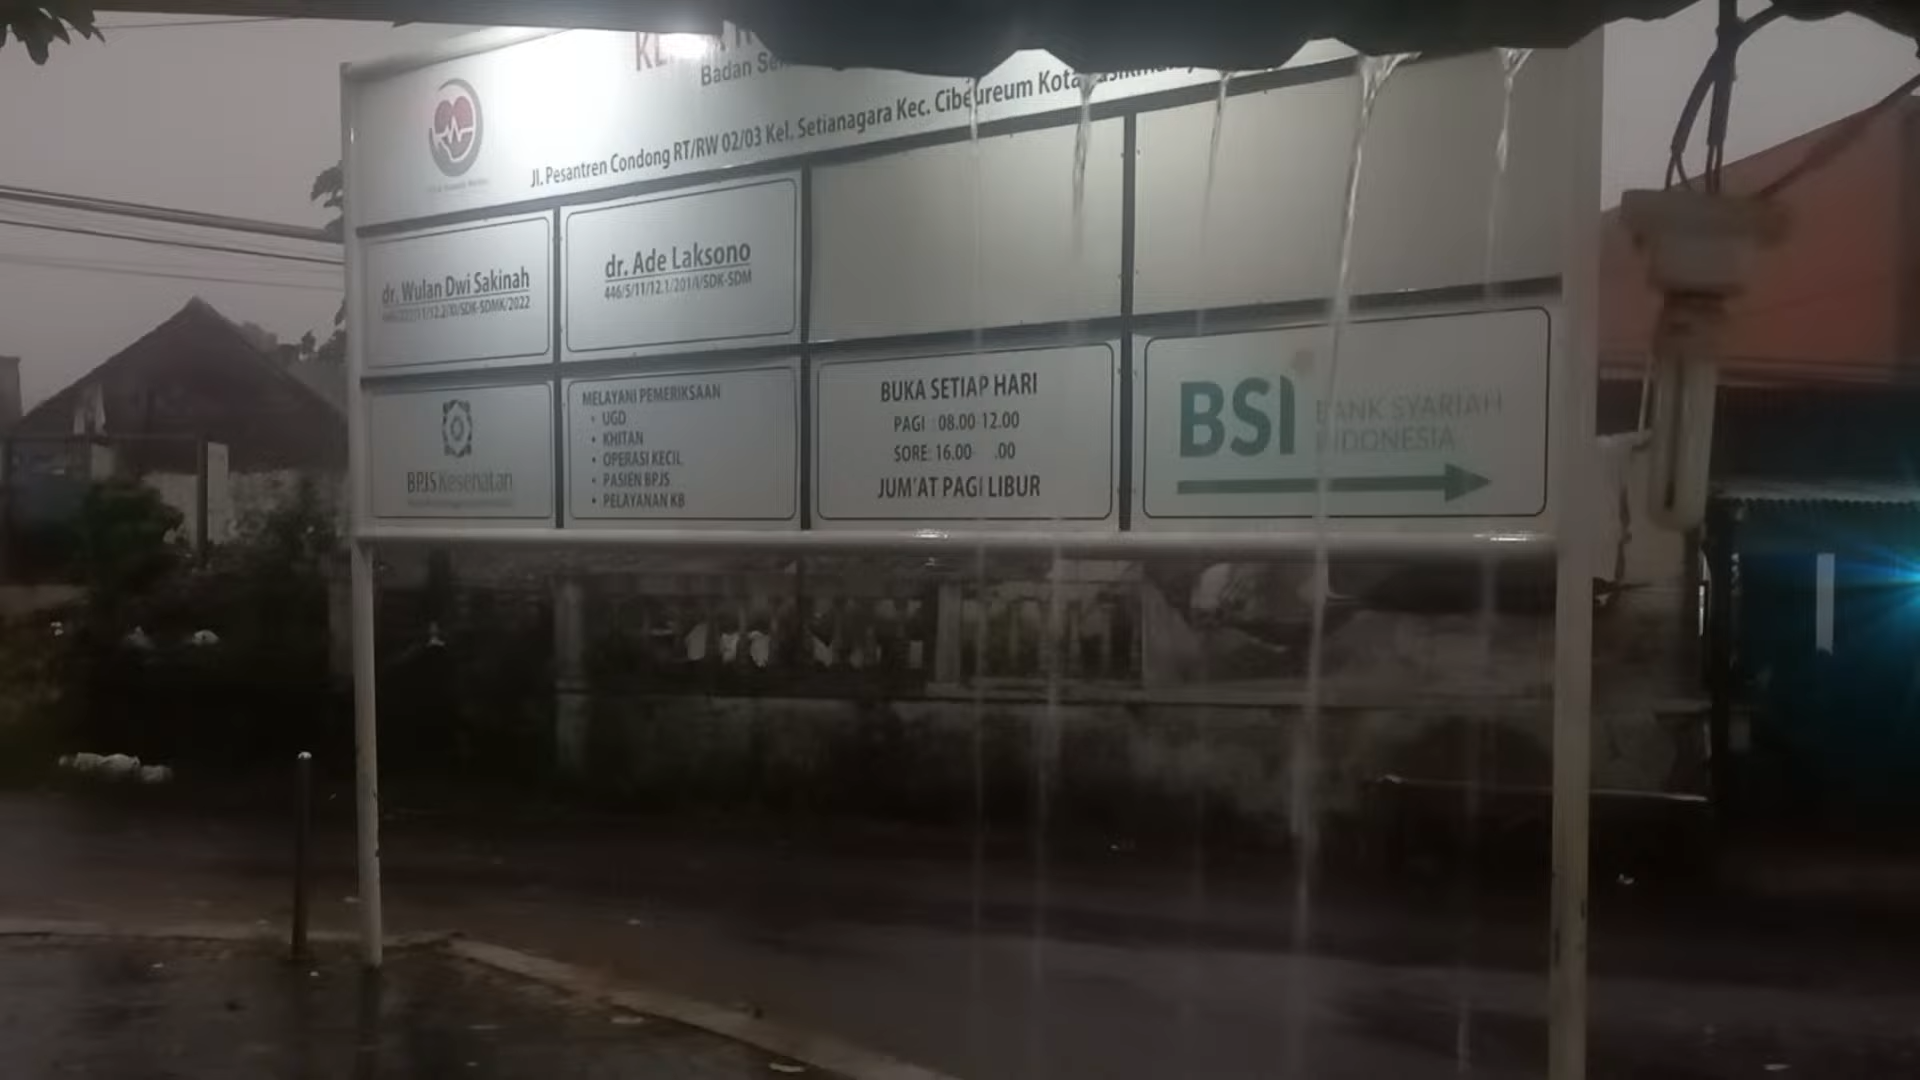 Badan
Jl. Pesantren Condong RT/RW 02/03 Kel. Setianagara Kec. Cibeureum Kota
dr. Wulan Dwi Sakinah
dr. Ade Laksono
446/5/11/12.1/201/I/SDK-SDM
BPJS Kesehatan
MELAYANI PEMERIKSAAN
• UGD
• KHITAN
• OPERASI KECIL
• PASIEN BPJS
• PELAYANAN KB
BUKA SETIAP HARI
PAGI : 08.00 12.00
SORE: 16.00 .00
JUM'AT PAGI LIBUR
BSI BANK SYARIAH
INDONESIA